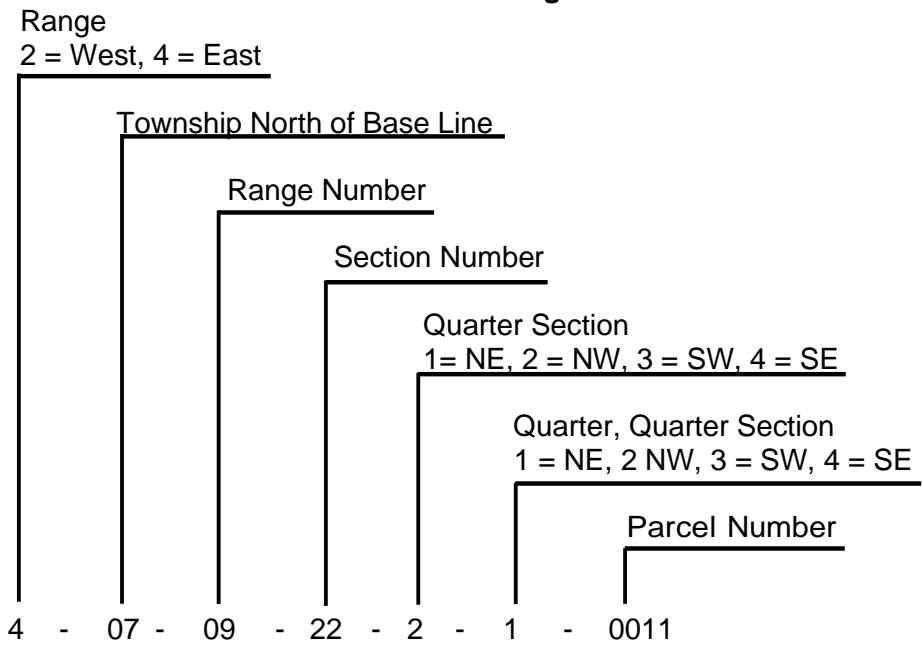 Range
2 = West, 4 = East
Township North of Base Line
Range Number
Section Number
Quarter Section
1= NE, 2 = NW, 3 = SW, 4 = SE
Quarter, Quarter Section
1 = NE, 2 NW, 3 = SW, 4 = SE
Parcel Number
4 - 07 - 09 - 22 - 2 - 1 - 0011